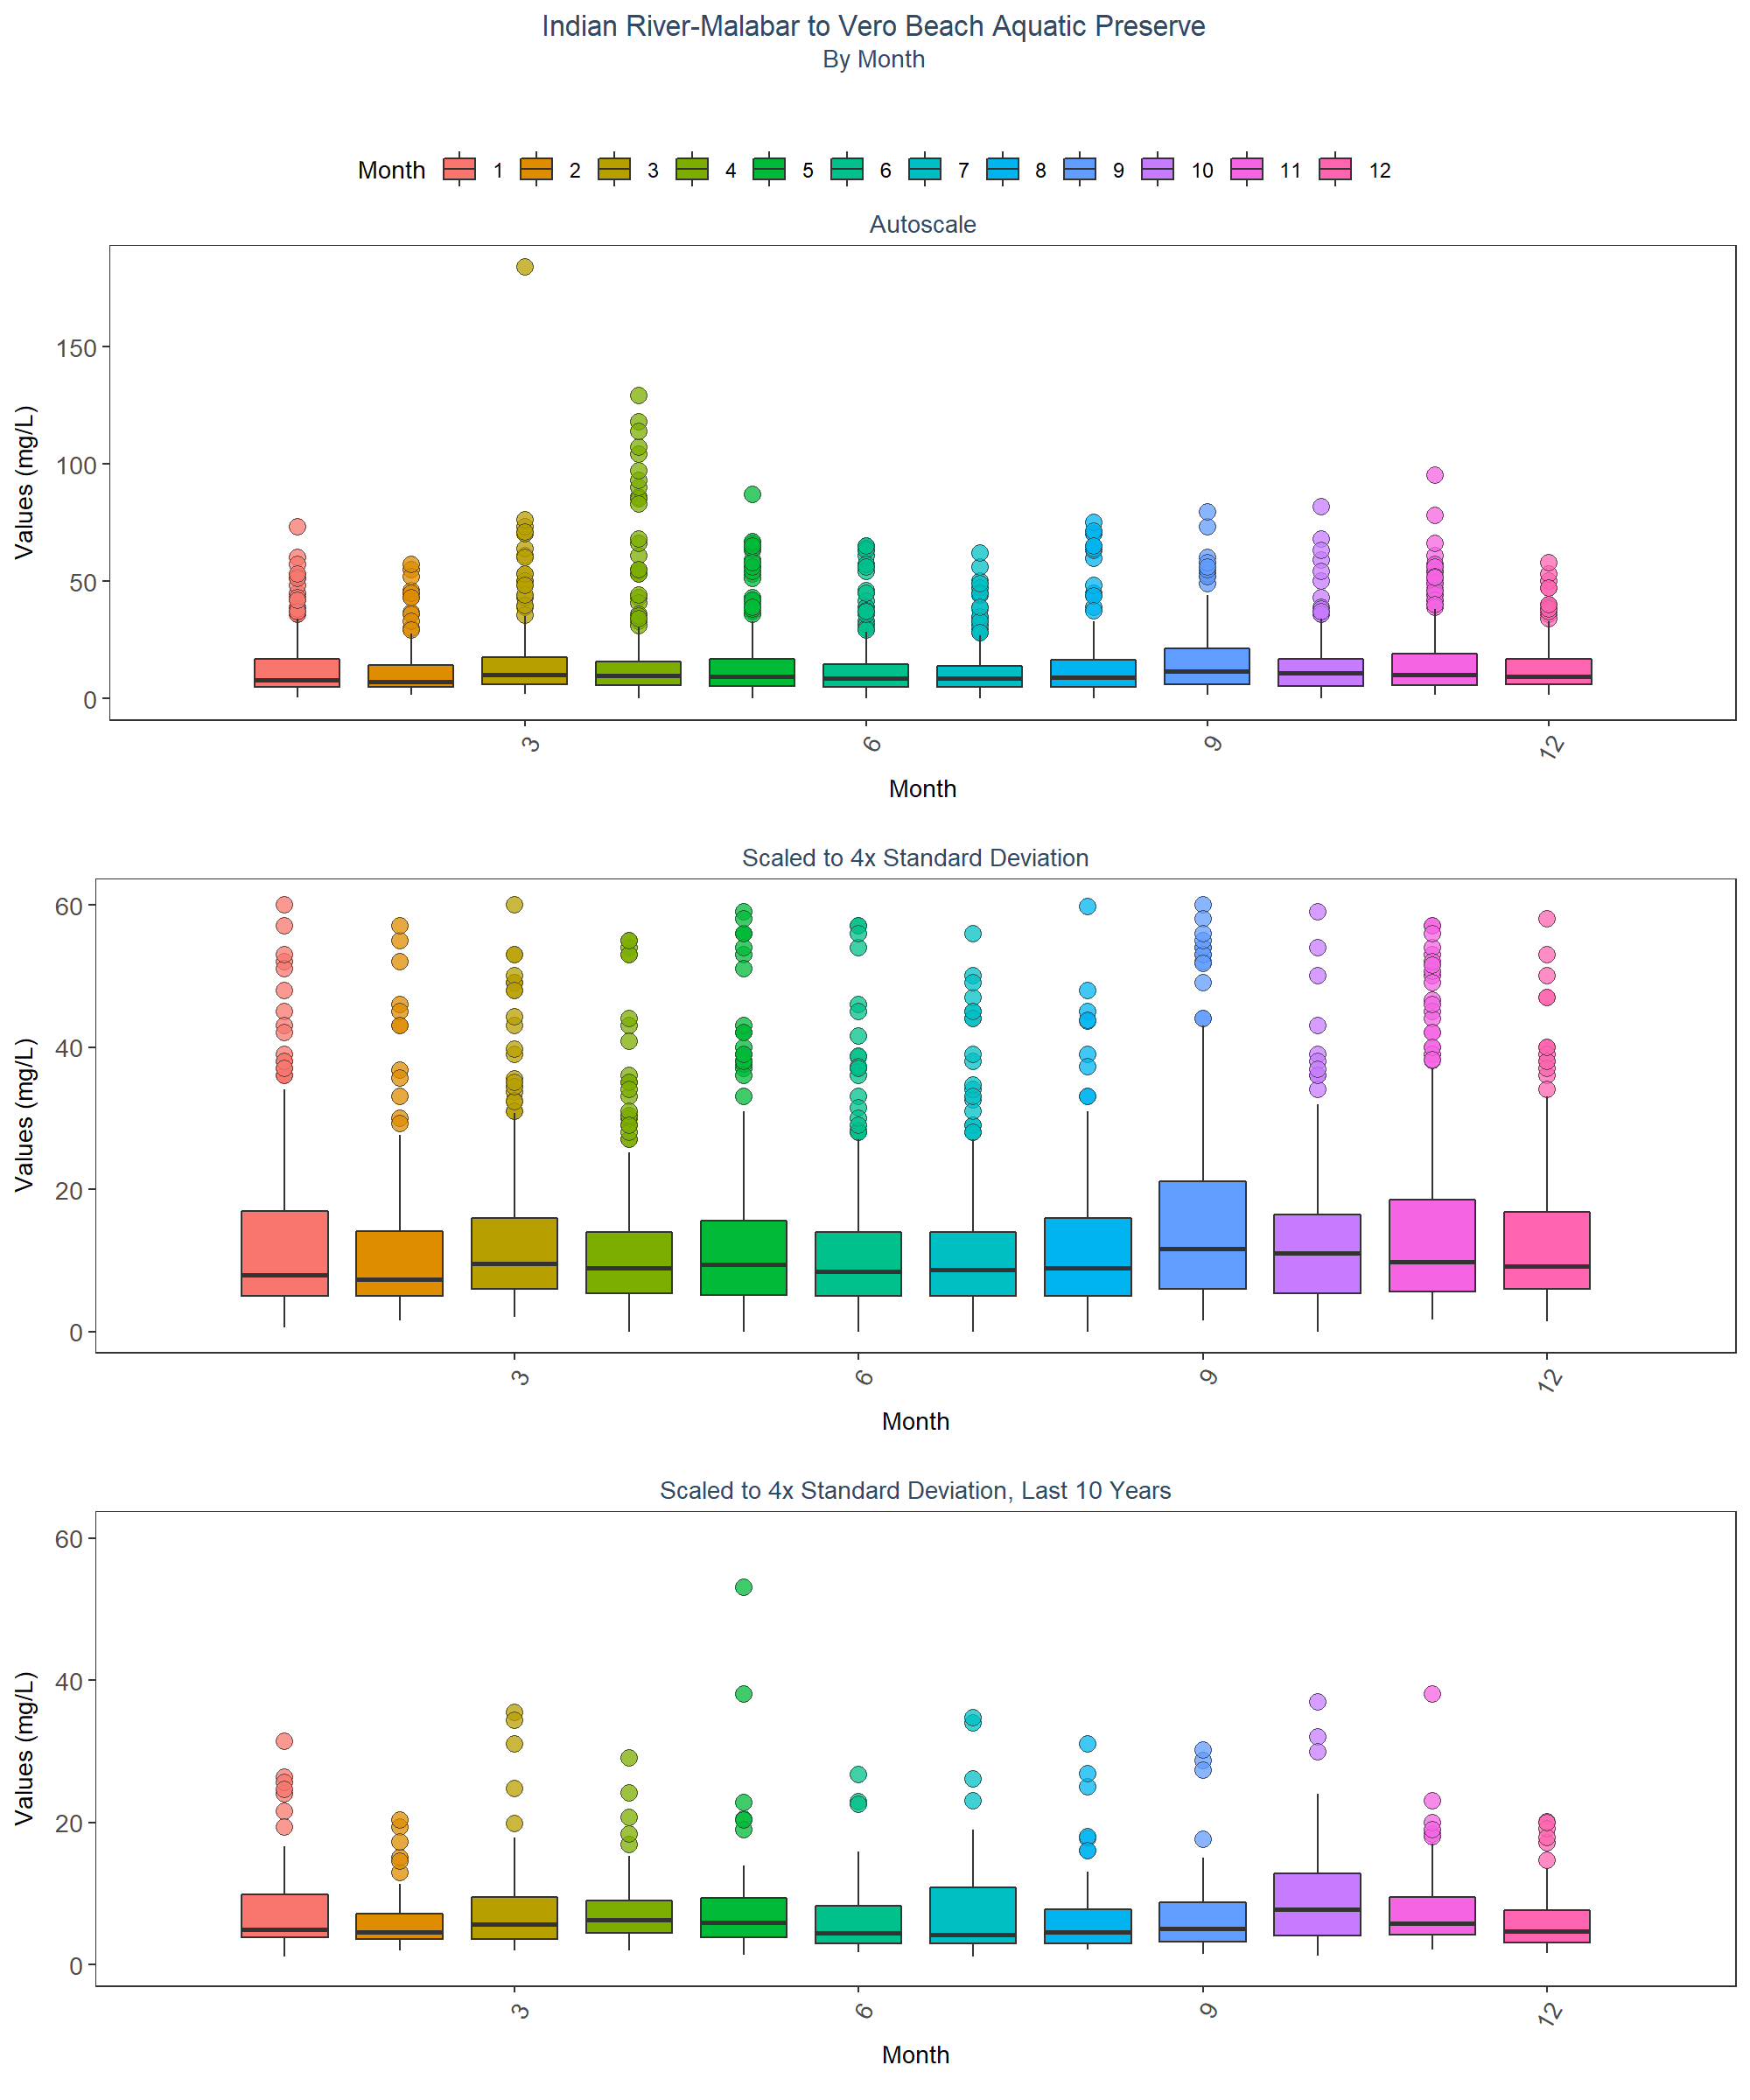 Indian River-Malabar to Vero Beach Aquatic Preserve
By Month
Month 1 2 3 4 5 6 7 8 9 10 11 12
Autoscale
Values (mg/L)
150
100
50
0
3 6 9 12
Month
Scaled to 4x Standard Deviation
Values (mg/L)
60
40
20
0
3 6 9 12
Month
Scaled to 4x Standard Deviation, Last 10 Years
Values (mg/L)
60
40
20
0
3 6 9 12
Month